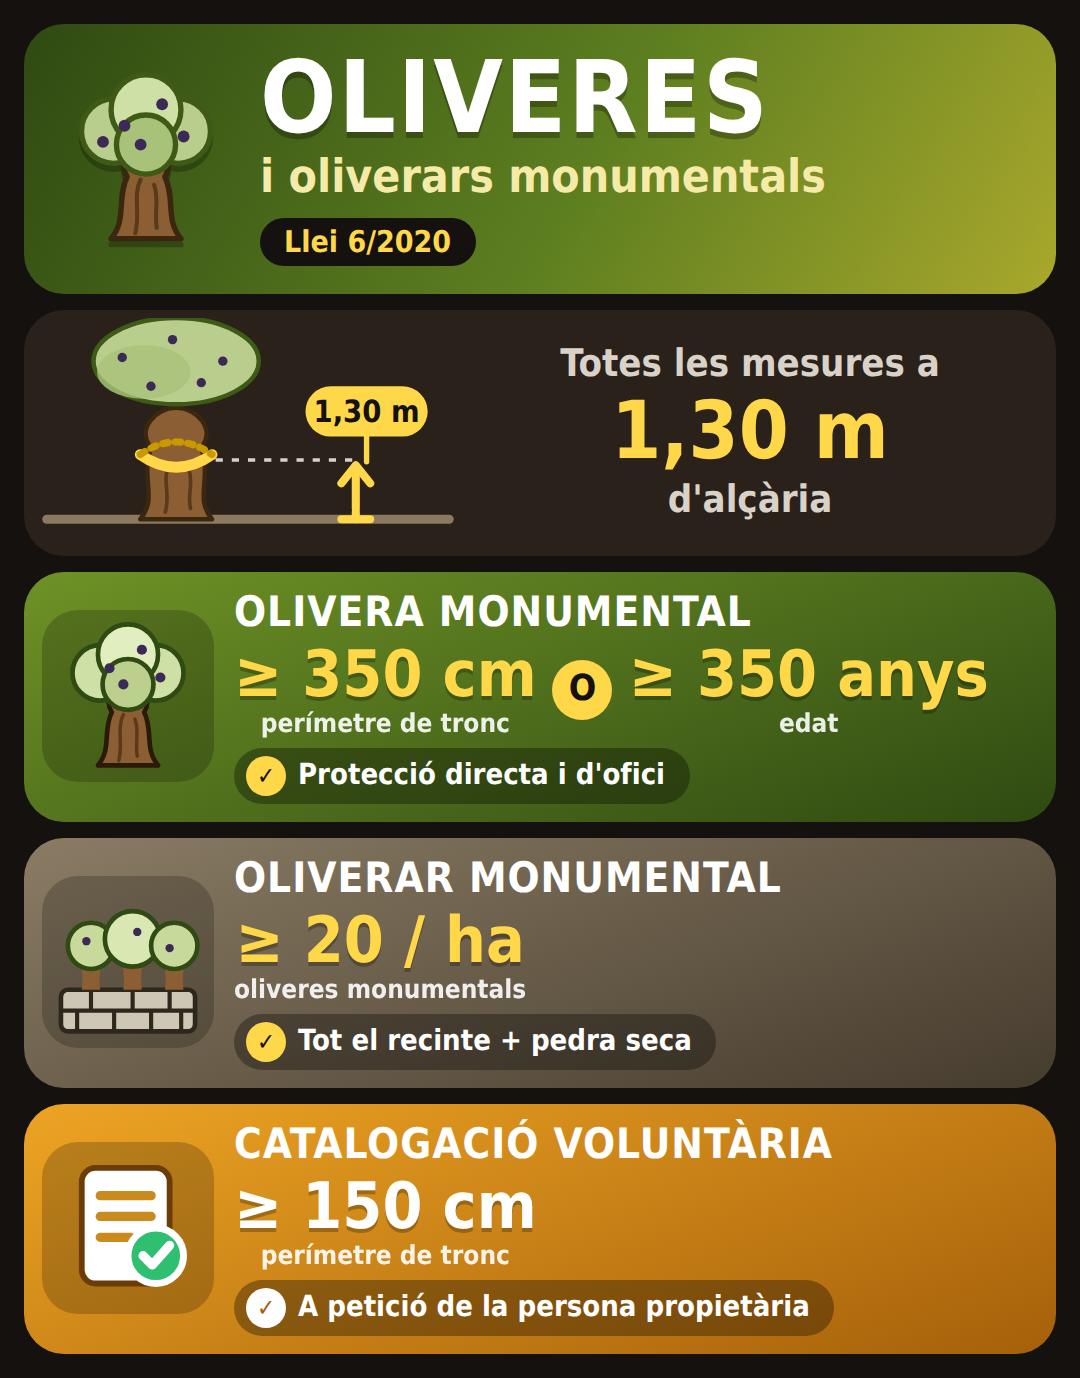 OLIVERES
i oliverars monumentals
Llei 6/2020
1,30 m
Totes les mesures a
1,30 m
d'alçària
OLIVERA MONUMENTAL
≥ 350 cm O ≥ 350 anys
perímetre de tronc edat
✓ Protecció directa i d'ofici
OLIVERAR MONUMENTAL
≥ 20 / ha
oliveres monumentals
✓ Tot el recinte + pedra seca
CATALOGACIÓ VOLUNTÀRIA
≥ 150 cm
perímetre de tronc
✓ A petició de la persona propietària